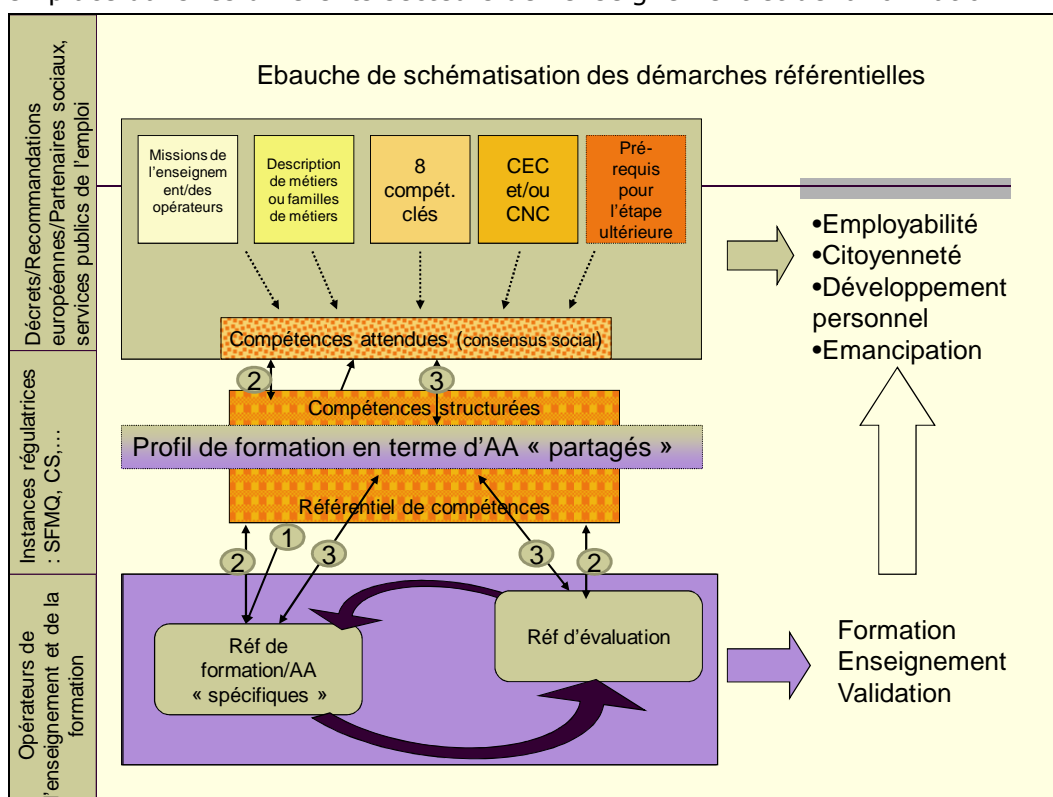 Ebauche de schématisation des démarches référentielles
Décrets/Recommandations
européennes/Partenaires sociaux,
services publics de l'emploi
Missions de
l'enseignem
ent/des
opérateurs
Description
de métiers
ou familles
de métiers
8
compét.
clés
CEC
et/ou
CNC
Pré-
requis
pour
l'étape
ultérieure
•Employabilité
•Citoyenneté
•Développement
personnel
•Emancipation
Compétences attendues (consensus social)
2
3
Instances régulatrices
: SFMQ, CS,…
Compétences structurées
Profil de formation en terme d'AA « partagés »
Référentiel de compétences
2
1
3
3
2
Opérateurs de
l'enseignement et de la
formation
Réf de
formation/AA
« spécifiques »
Réf d'évaluation
Formation
Enseignement
Validation